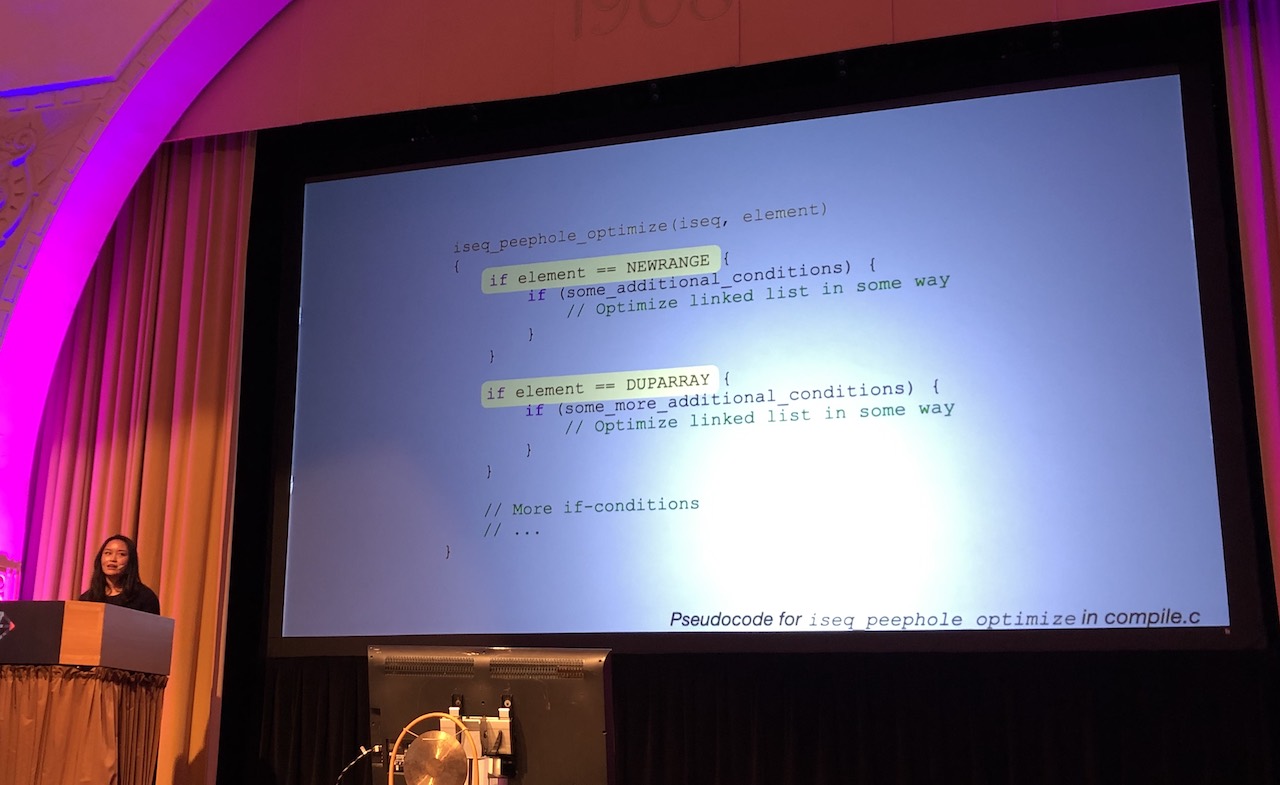 1908
iseq_peephole_optimize(iseq, element)
{
if element == NEWRANGE {
if (some_additional_conditions) {
// Optimize linked list in some way
}
}
if element == DUPARRAY {
if (some_more_additional_conditions) {
// Optimize linked list in some way
}
}
// More if-conditions
// ...
}
Pseudocode for iseq_peephole_optimize in compile.c